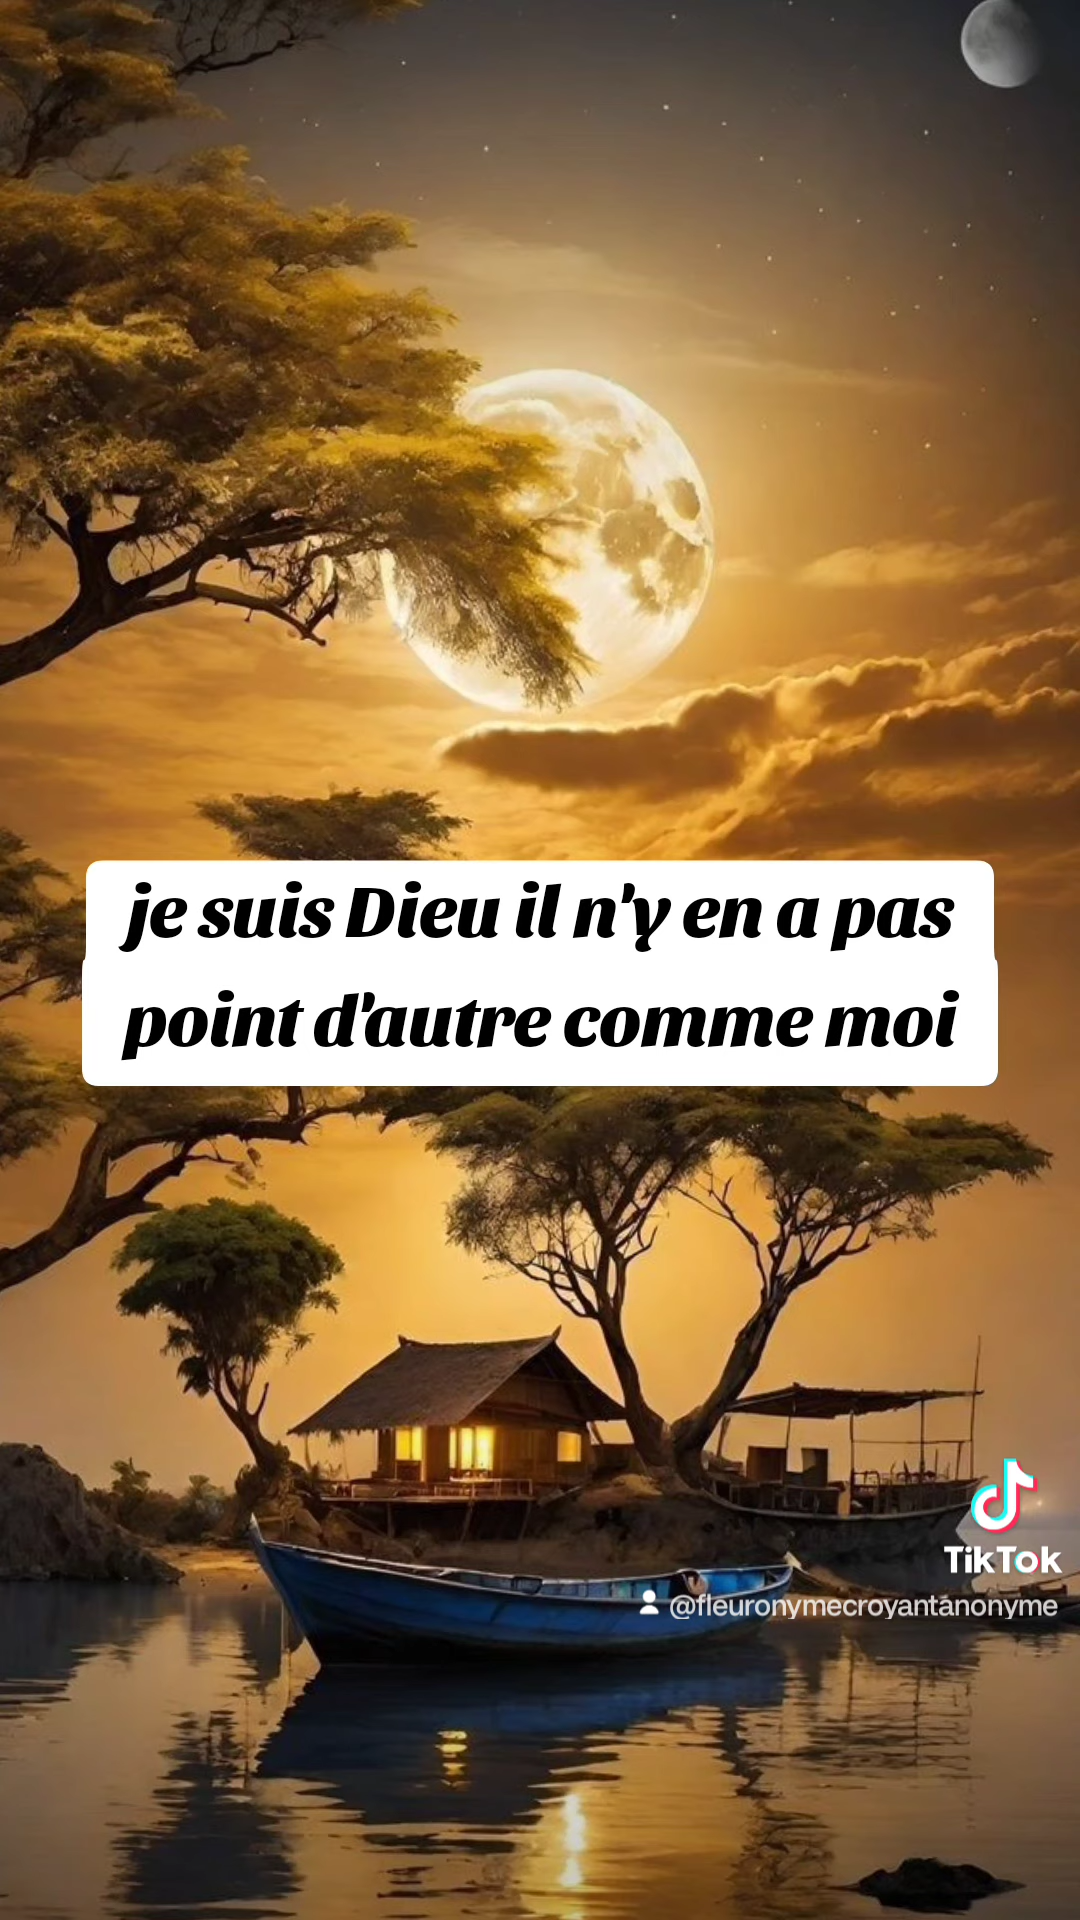 je suis Dieu il n'y en a pas
point d'autre comme moi
TikTok
@fleuronymecroyantanonyme